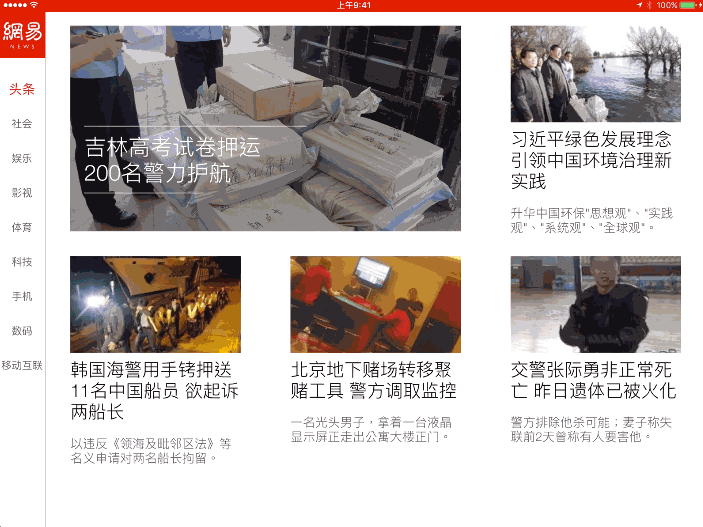 上午9:41
100%
網易
NEWS
头条
社会
娱乐
影视
体育
科技
手机
数码
移动互联
吉林高考试卷押运
200名警力护航
习近平绿色发展理念
引领中国环境治理新
实践
升华中国环保"思想观"、"实践
观"、"系统观"、"全球观"。
韩国海警用手铐押送
11名中国船员 欲起诉
两船长
以违反《领海及毗邻区法》等
名义申请对两名船长拘留。
北京地下赌场转移聚
赌工具 警方调取监控
一名光头男子，拿着一台液晶
显示屏正走出公寓大楼正门。
交警张际勇非正常死
亡 昨日遗体已被火化
警方排除他杀可能；妻子称失
联前2天曾称有人要害他。